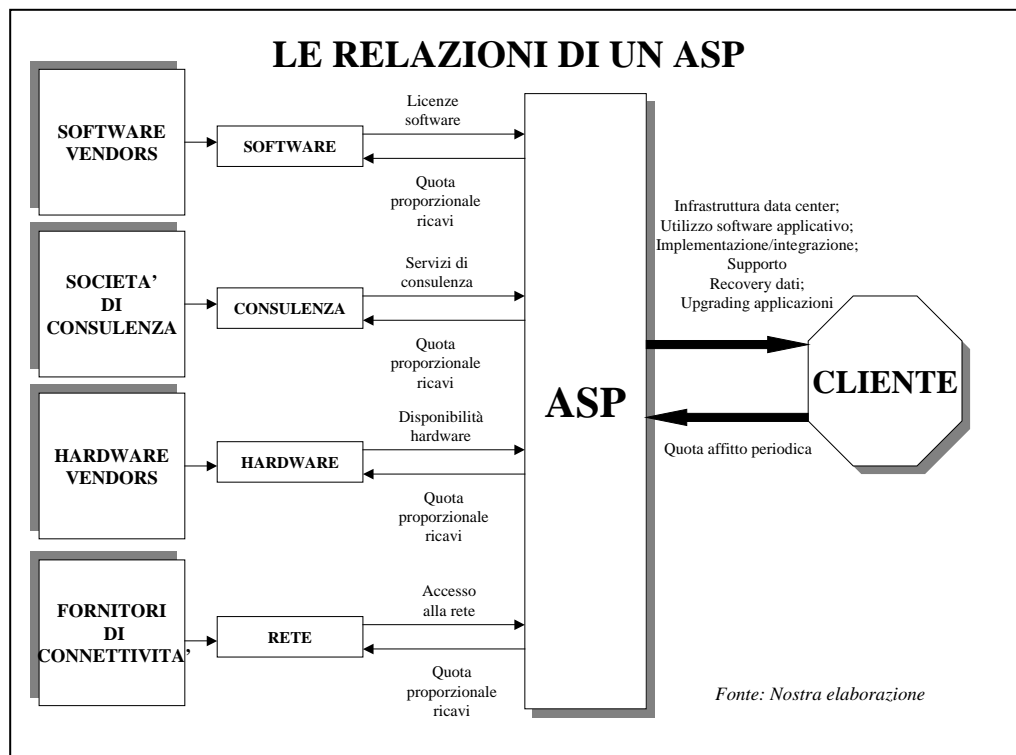 LE RELAZIONI DI UN ASP
SOFTWARE
VENDORS
SOFTWARE
Licenze
software
Quota
proporzionale
ricavi
SOCIETA’
DI
CONSULENZA
CONSULENZA
Servizi di
consulenza
Quota
proporzionale
ricavi
HARDWARE
VENDORS
HARDWARE
Disponibilità
hardware
Quota
proporzionale
ricavi
FORNITORI
DI
CONNETTIVITA’
RETE
Accesso
alla rete
Quota
proporzionale
ricavi
ASP
Infrastruttura data center;
Utilizzo software applicativo;
Implementazione/integrazione;
Supporto
Recovery dati;
Upgrading applicazioni
CLIENTE
Quota affitto periodica
Fonte: Nostra elaborazione